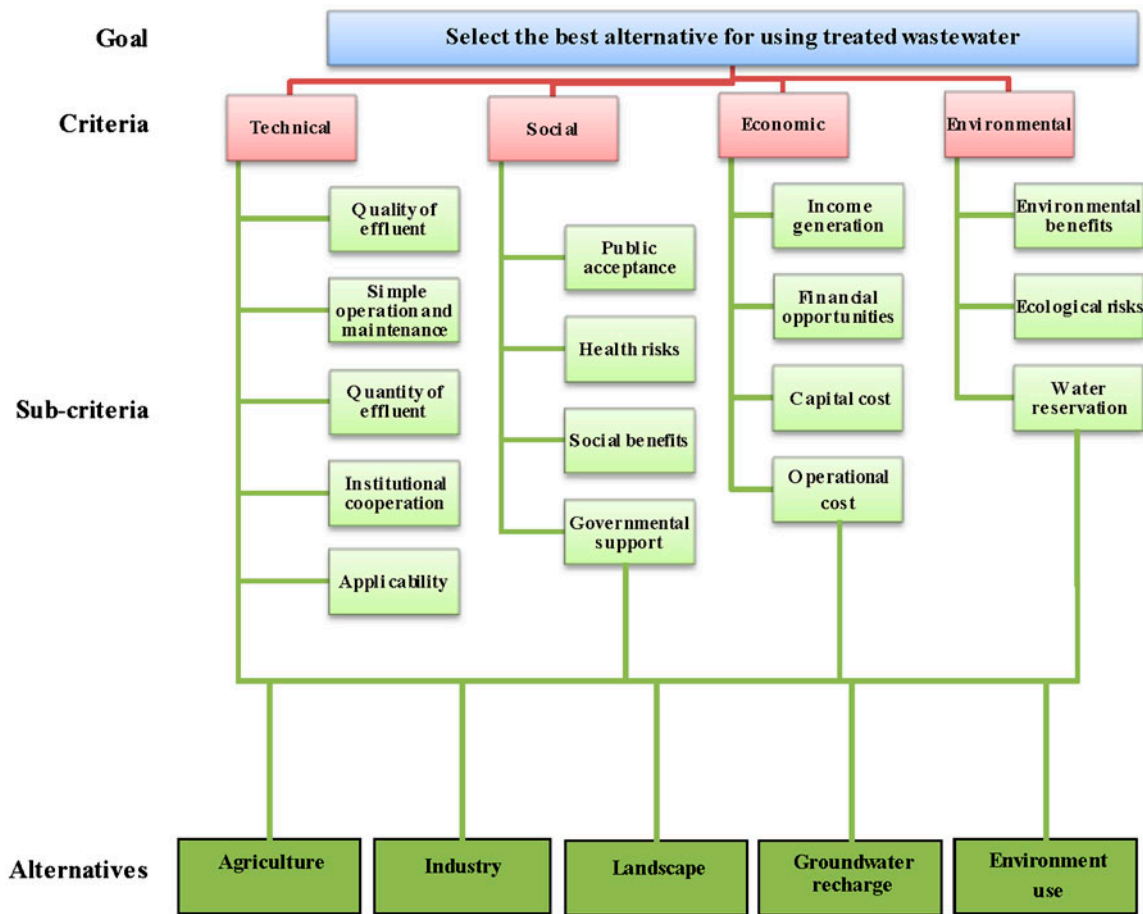 Goal
Select the best alternative for using treated wastewater
Criteria
Technical
Social
Economic
Environmental
Sub-criteria
Quality of
effluent
Simple
operation and
maintenance
Quantity of
effluent
Institutional
cooperation
Applicability
Public
acceptance
Health risks
Social benefits
Governmental
support
Income
generation
Financial
opportunities
Capital cost
Operational
cost
Environmental
benefits
Ecological risks
Water
reservation
Alternatives
Agriculture
Industry
Landscape
Groundwater
recharge
Environment
use